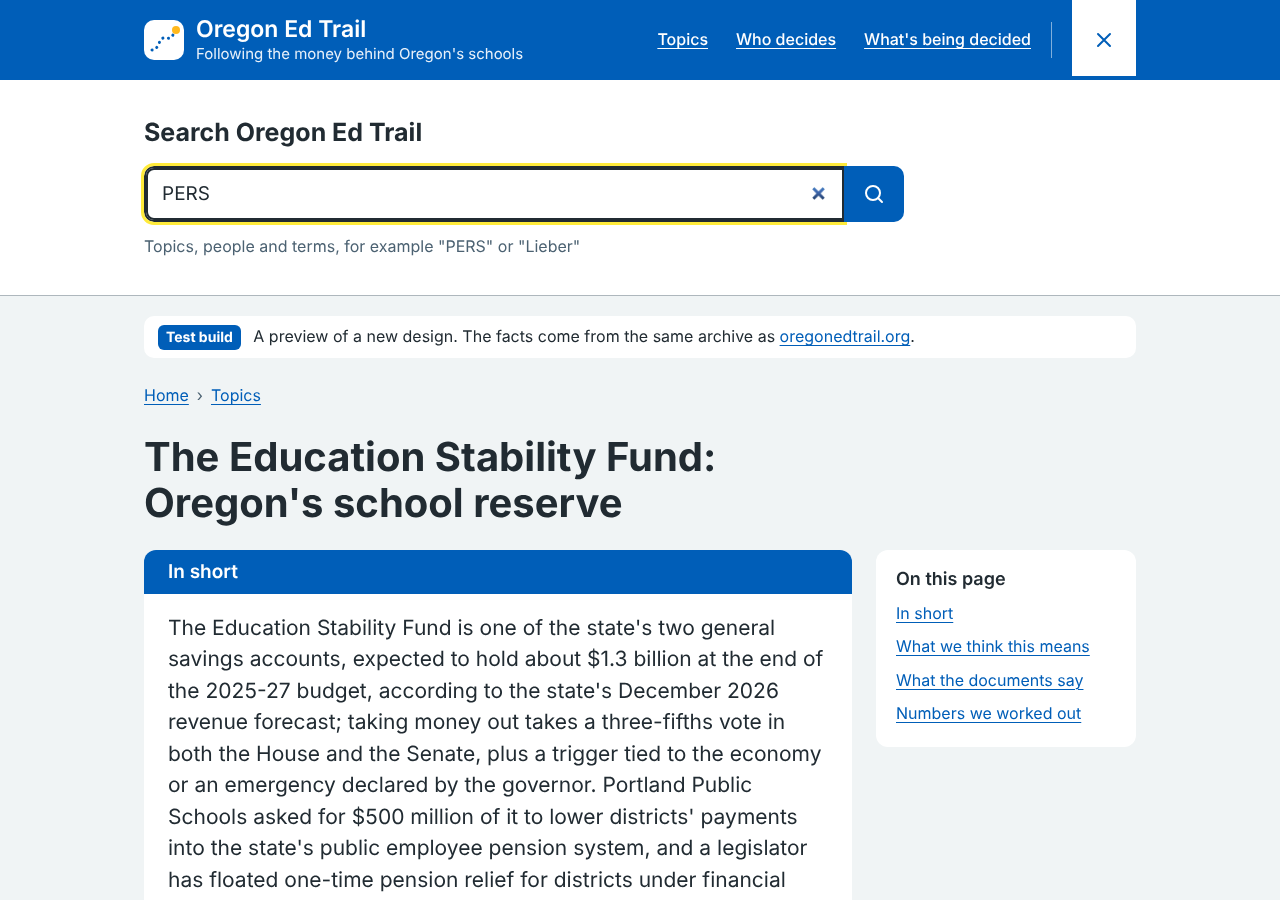 Oregon Ed Trail
Following the money behind Oregon's schools
Topics
Who decides
What's being decided
Search Oregon Ed Trail
PERS
Topics, people and terms, for example "PERS" or "Lieber"
Test build
A preview of a new design. The facts come from the same archive as oregonedtrail.org.
Home › Topics
The Education Stability Fund:
Oregon's school reserve
In short
The Education Stability Fund is one of the state's two general
savings accounts, expected to hold about $1.3 billion at the end of
the 2025-27 budget, according to the state's December 2026
revenue forecast; taking money out takes a three-fifths vote in
both the House and the Senate, plus a trigger tied to the economy
or an emergency declared by the governor. Portland Public
Schools asked for $500 million of it to lower districts' payments
into the state's public employee pension system, and a legislator
has floated one-time pension relief for districts under financial
On this page
In short
What we think this means
What the documents say
Numbers we worked out